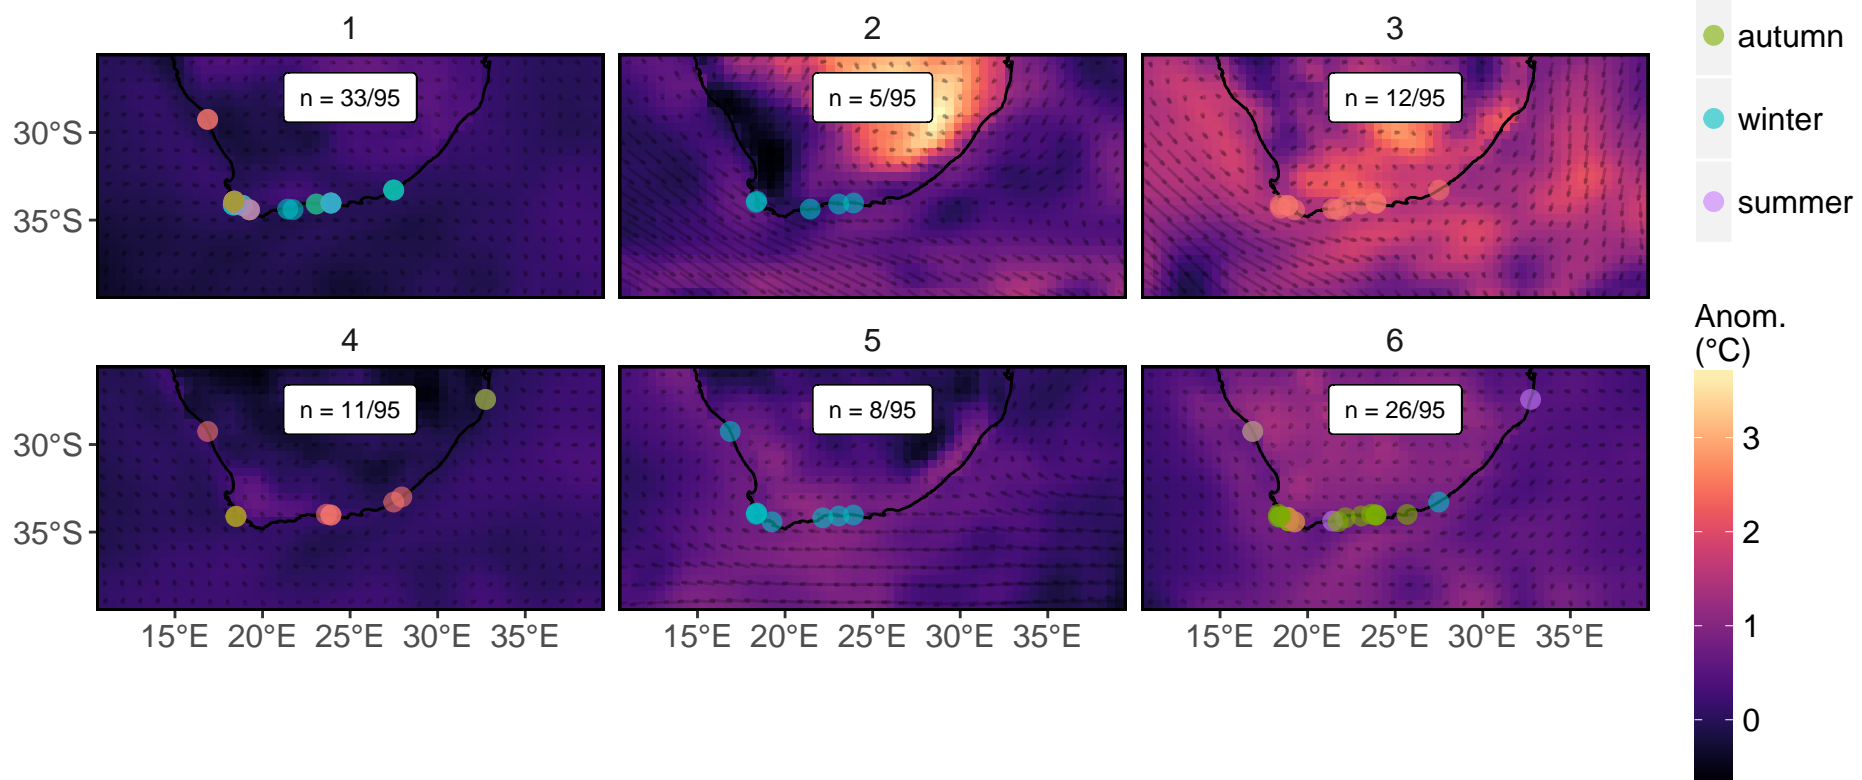 1
2
3
n = 33/95
n = 5/95
n = 12/95
30°S
35°S
4
5
6
n = 11/95
n = 8/95
n = 26/95
30°S
35°S
15°E 20°E 25°E 30°E 35°E
15°E 20°E 25°E 30°E 35°E
15°E 20°E 25°E 30°E 35°E
autumn
winter
summer
Anom.
(°C)
3
2
1
0